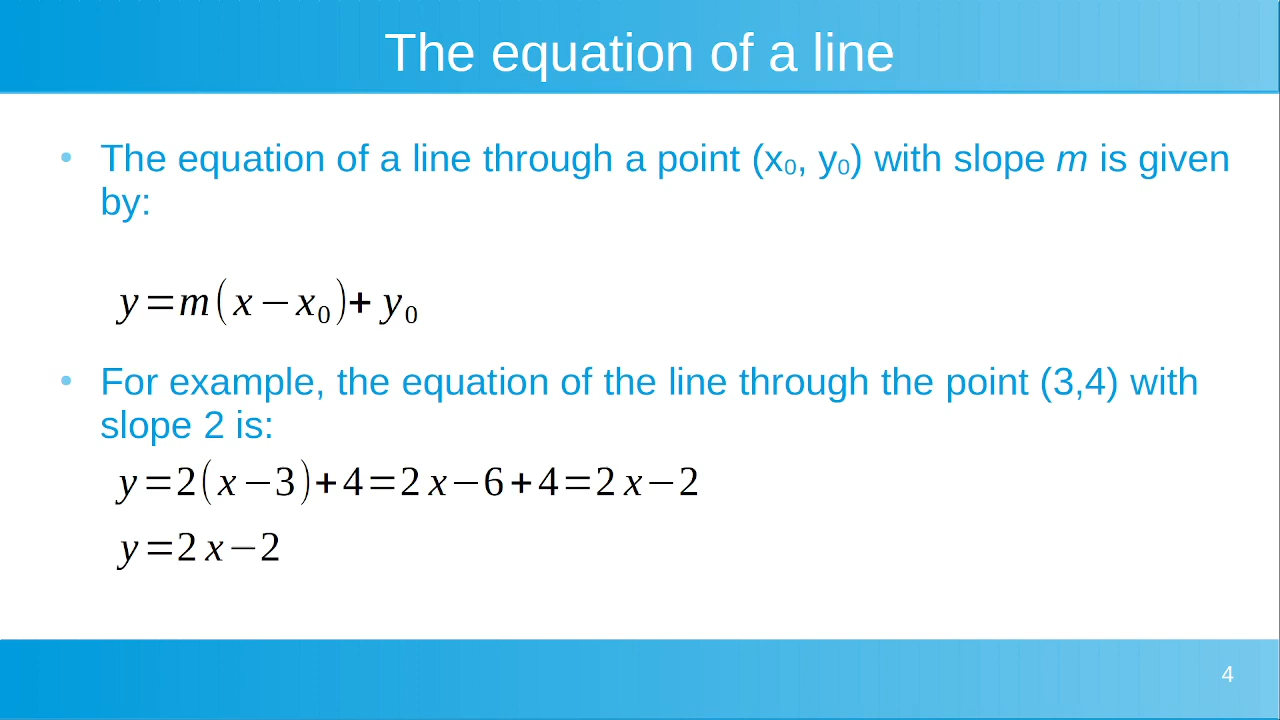 The equation of a line
• The equation of a line through a point (x₀, y₀) with slope m is given
by:
y=m(x−x₀)+y₀
• For example, the equation of the line through the point (3,4) with
slope 2 is:
y=2(x−3)+4=2x−6+4=2x−2
y=2x−2
4